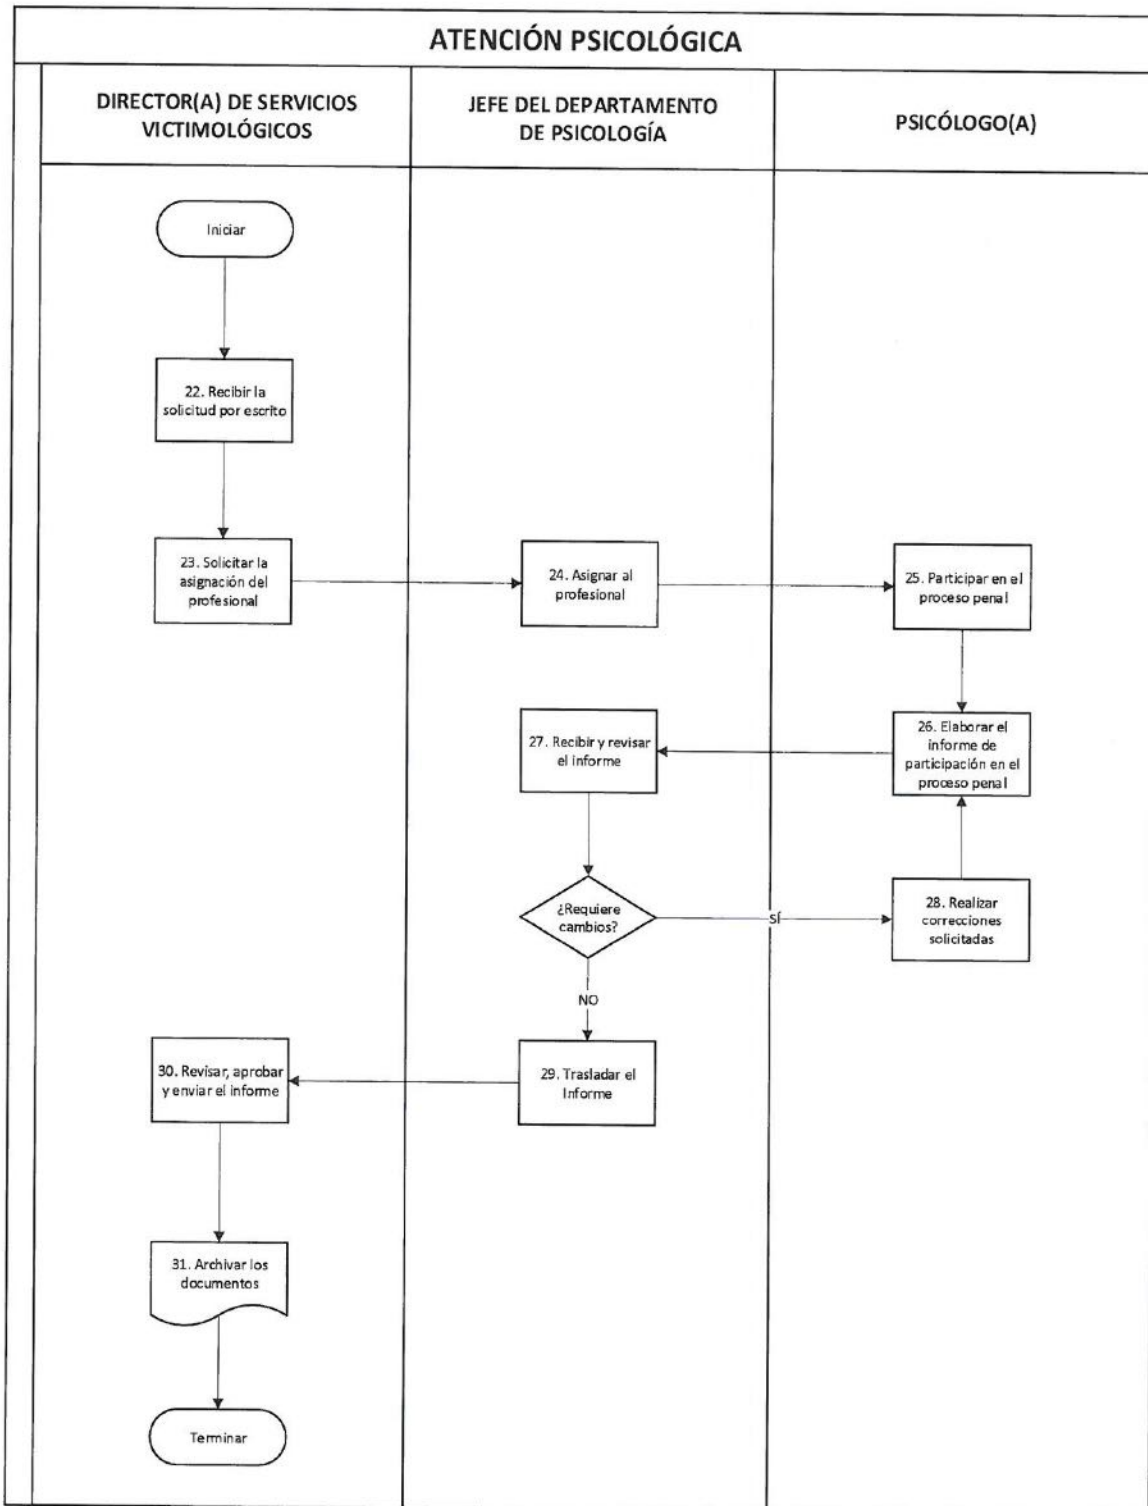 ATENCIÓN PSICOLÓGICA
DIRECTOR(A) DE SERVICIOS
VICTIMOLÓGICOS
JEFE DEL DEPARTAMENTO
DE PSICOLOGÍA
PSICÓLOGO(A)
Iniciar
22. Recibir la
solicitud por escrito
23. Solicitar la
asignación del
profesional
24. Asignar al
profesional
25. Participar en el
proceso penal
26. Elaborar el
informe de
participación en el
proceso penal
27. Recibir y revisar
el informe
¿Requiere
cambios?
SÍ
28. Realizar
correcciones
solicitadas
NO
29. Trasladar el
Informe
30. Revisar, aprobar
y enviar el informe
31. Archivar los
documentos
Terminar